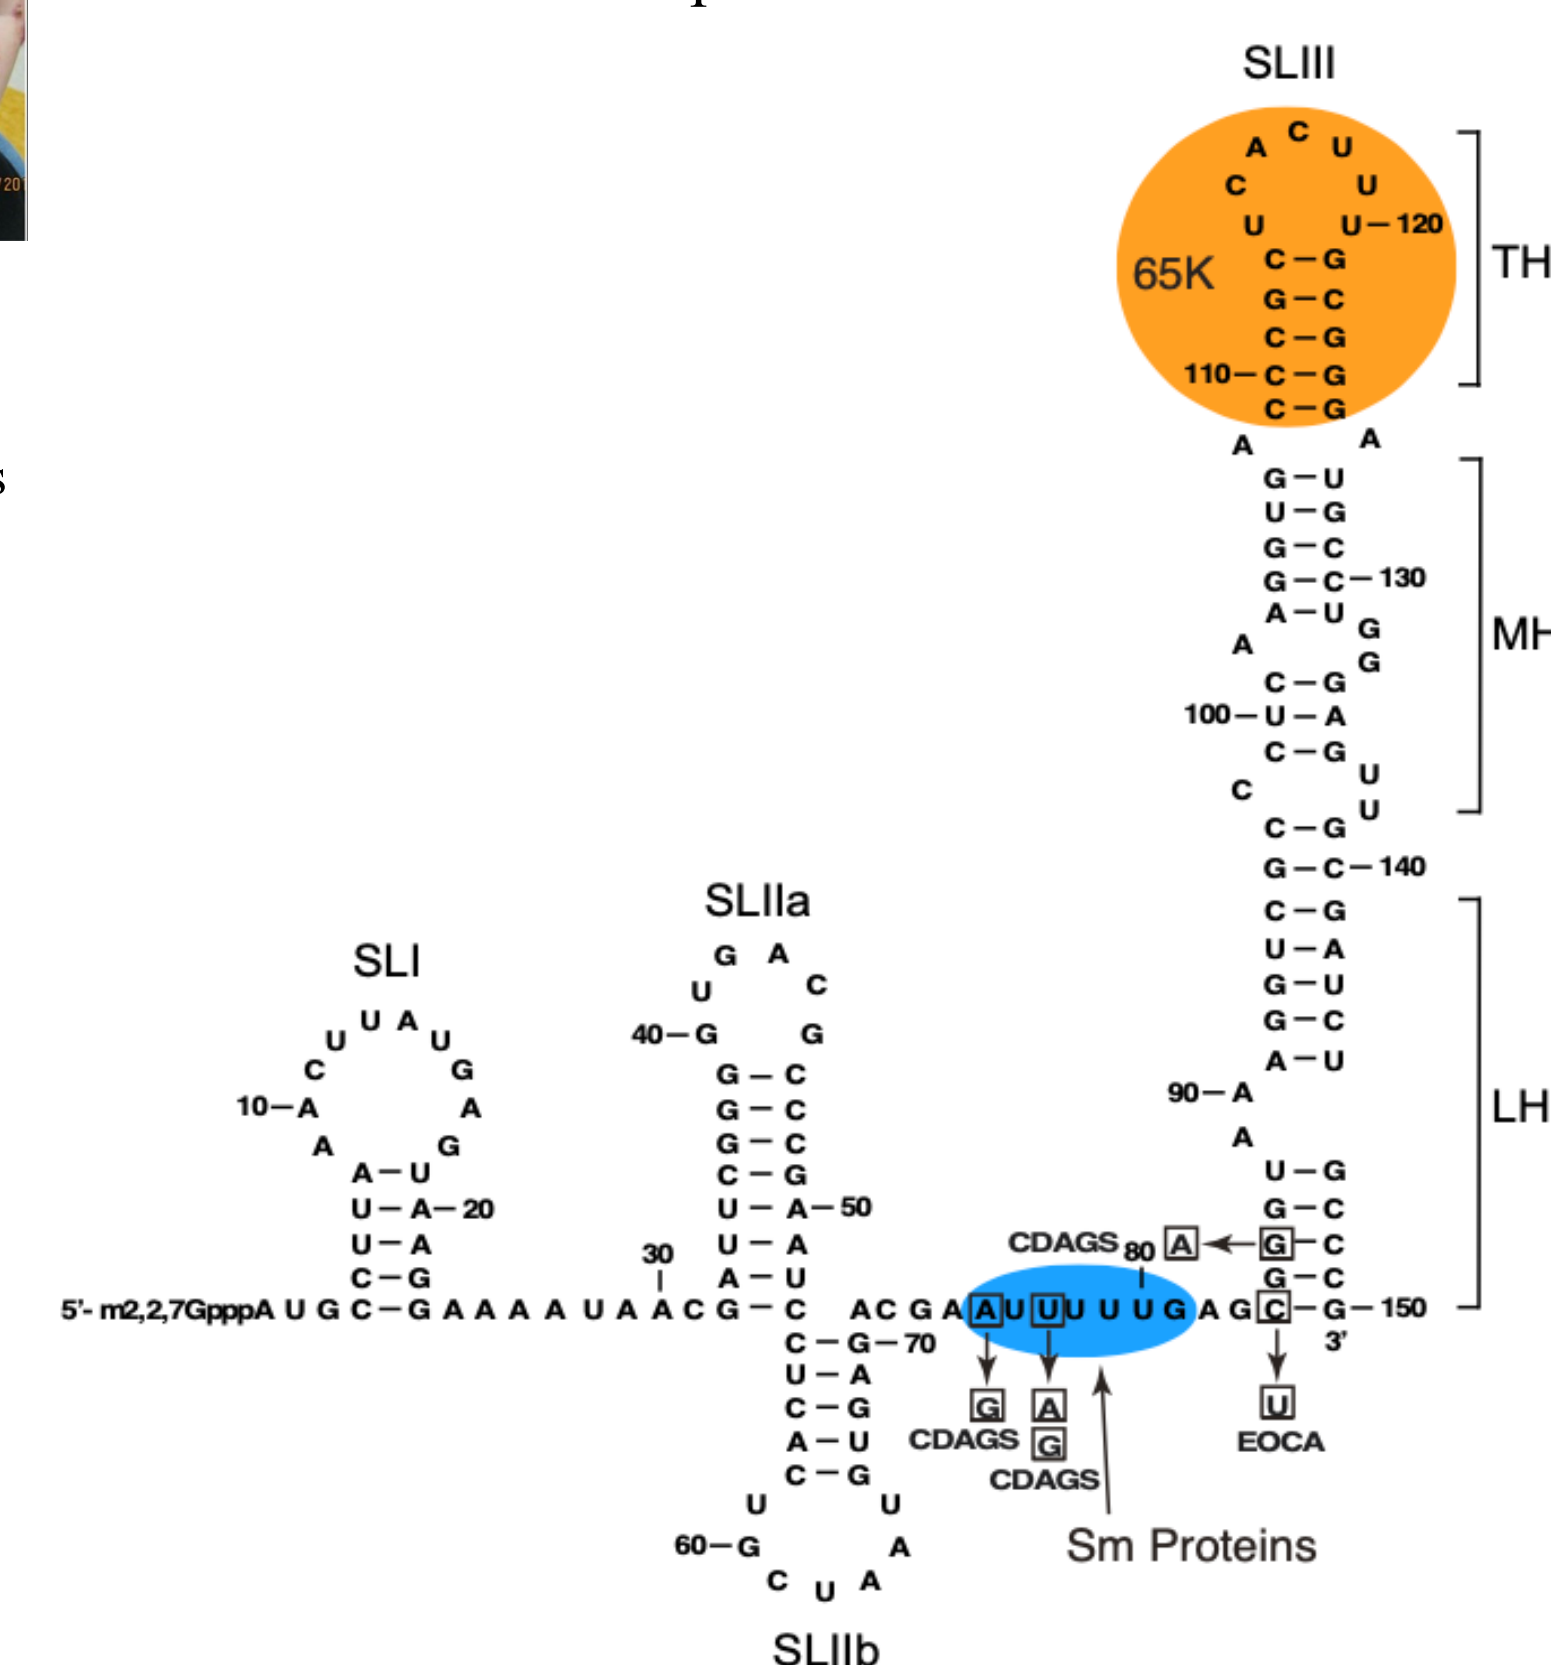 SLIII
A C U
C U
U U–120
65K
C–G
G–C
C–G
110–C–G
C–G
TH
A A
G–U
U–G
G–C
G–C–130
A–U
A G
G
C–G
100–U–A
C–G
C U
U
MH
C–G
G–C–140
C–G
U–A
G–U
G–C
A–U
90–A
A
U–G
G–C
G–C
G–C
LH
SLIIa
G A
U C
40–G G
G–C
G–C
G–C
C–G
U–A–50
U–A
A–U
SLI
U A
U U
C G
10–A A
A G
A–U
U–A–20
U–A
C–G
30
CDAGS 80 A
5'- m2,2,7GpppA U G C–G A A A A U A A C G–C A C G A A U U U U U G A G C–G–150
3'
C–G–70
U–A
C–G
A–U
C–G
U U
60–G A
C U A
SLIIb
G A U
CDAGS G EOCA
CDAGS
Sm Proteins
s